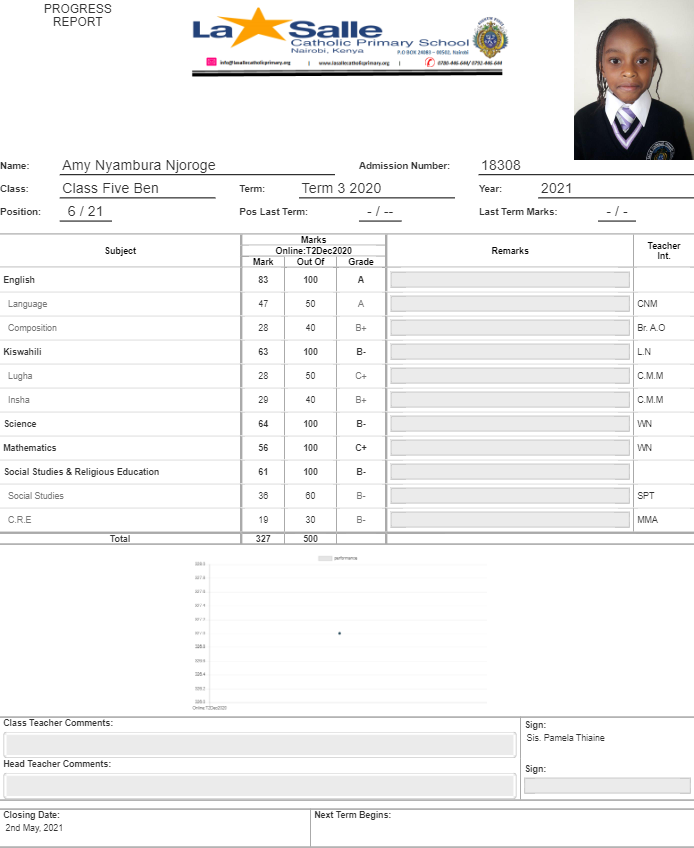 PROGRESS
REPORT
La Salle
Catholic Primary School
Nairobi, Kenya
P.O BOX 24083 – 00502, Nairobi
info@lasallecatholicprimary.org | www.lasallecatholicprimary.org | 0780-446-644/ 0792-446-644
Name: Amy Nyambura Njoroge Admission Number: 18308
Class: Class Five Ben Term: Term 3 2020 Year: 2021
Position: 6 / 21 Pos Last Term: - / -- Last Term Marks: - / -
Subject Marks Remarks Teacher Int.
Online:T2Dec2020
Mark Out Of Grade
English 83 100 A
Language 47 50 A CNM
Composition 28 40 B+ Br. A.O
Kiswahili 63 100 B- L.N
Lugha 28 50 C+ C.M.M
Insha 29 40 B+ C.M.M
Science 64 100 B- WN
Mathematics 56 100 C+ WN
Social Studies & Religious Education 61 100 B-
Social Studies 36 60 B- SPT
C.R.E 19 30 B- MMA
Total 327 500
performance
Online:T2Dec2020
Class Teacher Comments: Sign:
Sis. Pamela Thiaine
Head Teacher Comments: Sign:
Closing Date: Next Term Begins:
2nd May, 2021